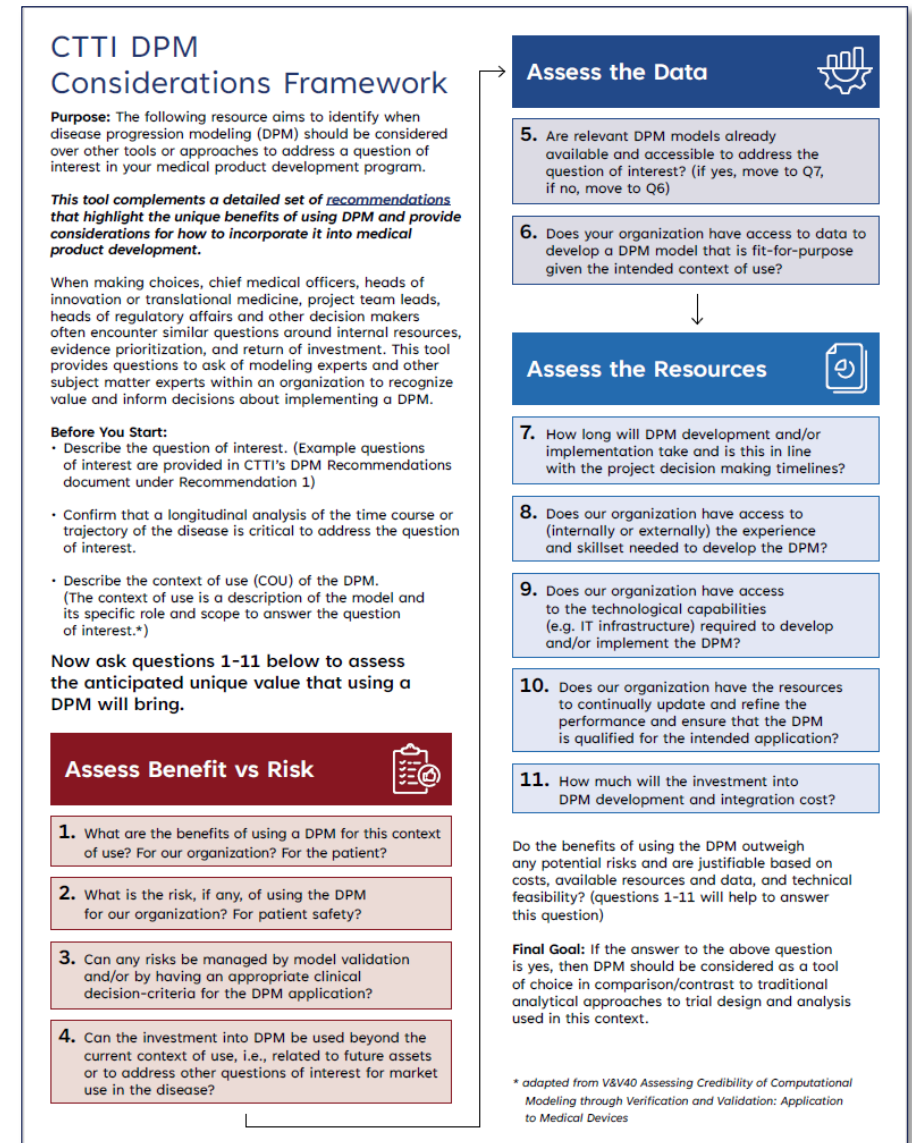 CTTI DPM
Considerations Framework
Purpose: The following resource aims to identify when
disease progression modeling (DPM) should be considered
over other tools or approaches to address a question of
interest in your medical product development program.
This tool complements a detailed set of recommendations
that highlight the unique benefits of using DPM and provide
considerations for how to incorporate it into medical
product development.
When making choices, chief medical officers, heads of
innovation or translational medicine, project team leads,
heads of regulatory affairs and other decision makers
often encounter similar questions around internal resources,
evidence prioritization, and return of investment. This tool
provides questions to ask of modeling experts and other
subject matter experts within an organization to recognize
value and inform decisions about implementing a DPM.
Before You Start:
• Describe the question of interest. (Example questions
of interest are provided in CTTI's DPM Recommendations
document under Recommendation 1)
• Confirm that a longitudinal analysis of the time course or
trajectory of the disease is critical to address the question
of interest.
• Describe the context of use (COU) of the DPM.
(The context of use is a description of the model and
its specific role and scope to answer the question
of interest.*)
Now ask questions 1-11 below to assess
the anticipated unique value that using a
DPM will bring.
Assess Benefit vs Risk
1. What are the benefits of using a DPM for this context
of use? For our organization? For the patient?
2. What is the risk, if any, of using the DPM
for our organization? For patient safety?
3. Can any risks be managed by model validation
and/or by having an appropriate clinical
decision-criteria for the DPM application?
4. Can the investment into DPM be used beyond the
current context of use, i.e., related to future assets
or to address other questions of interest for market
use in the disease?
Assess the Data
5. Are relevant DPM models already
available and accessible to address the
question of interest? (if yes, move to Q7,
if no, move to Q6)
6. Does your organization have access to data to
develop a DPM model that is fit-for-purpose
given the intended context of use?
Assess the Resources
7. How long will DPM development and/or
implementation take and is this in line
with the project decision making timelines?
8. Does our organization have access to
(internally or externally) the experience
and skillset needed to develop the DPM?
9. Does our organization have access
to the technological capabilities
(e.g. IT infrastructure) required to develop
and/or implement the DPM?
10. Does our organization have the resources
to continually update and refine the
performance and ensure that the DPM
is qualified for the intended application?
11. How much will the investment into
DPM development and integration cost?
Do the benefits of using the DPM outweigh
any potential risks and are justifiable based on
costs, available resources and data, and technical
feasibility? (questions 1-11 will help to answer
this question)
Final Goal: If the answer to the above question
is yes, then DPM should be considered as a tool
of choice in comparison/contrast to traditional
analytical approaches to trial design and analysis
used in this context.
* adapted from V&V40 Assessing Credibility of Computational
Modeling through Verification and Validation: Application
to Medical Devices